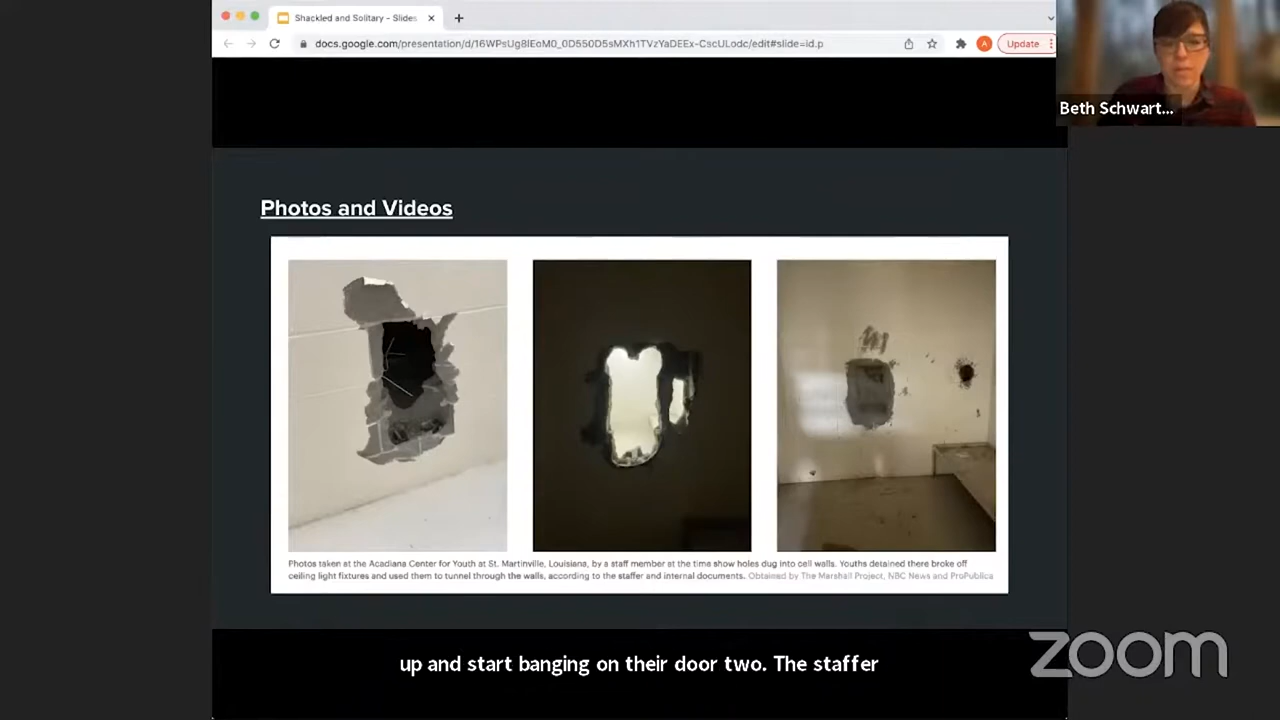 Shackled and Solitary - Slides
docs.google.com/presentation/d/16WPsUg8lEoM0_0D550D5sMXh1TVzYaDEEx-CscULodc/edit#slide=id.p
A
Update
Beth Schwart...
Photos and Videos
Photos taken at the Acadiana Center for Youth at St. Martinville, Louisiana, by a staff member at the time show holes dug into cell walls. Youths detained there broke off
ceiling light fixtures and used them to tunnel through the walls, according to the staffer and internal documents. Obtained by The Marshall Project, NBC News and ProPublica
up and start banging on their door two. The staffer
zoom